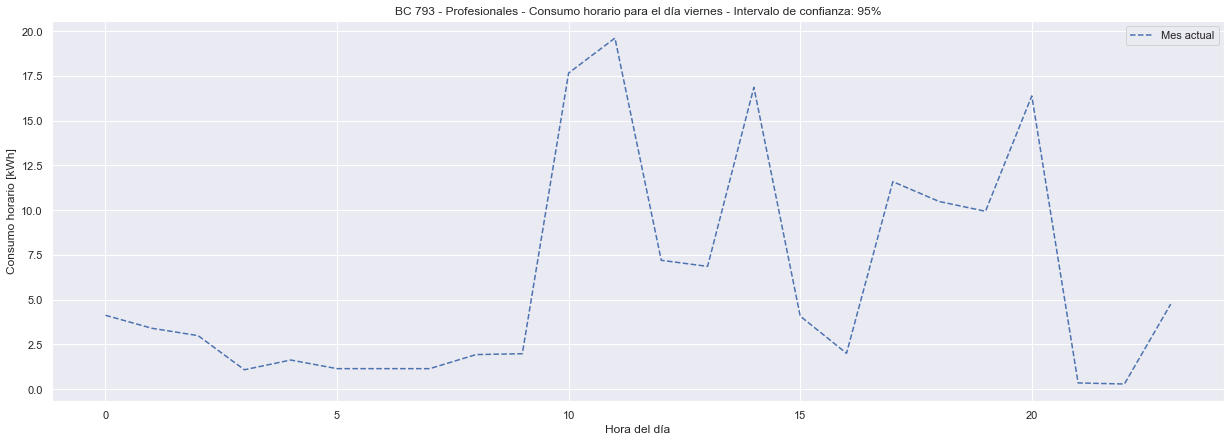 BC 793 - Profesionales - Consumo horario para el día viernes - Intervalo de confianza: 95%
Mes actual
Consumo horario [kWh]
20.0
17.5
15.0
12.5
10.0
7.5
5.0
2.5
0.0
0 5 10 15 20
Hora del día